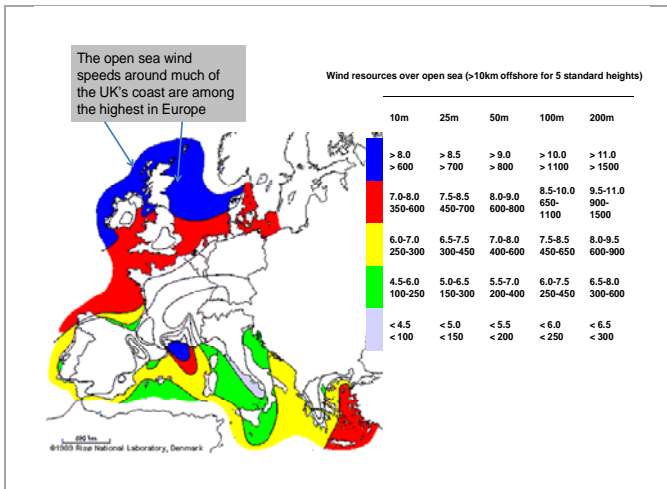 The open sea wind
speeds around much of
the UK's coast are among
the highest in Europe
Wind resources over open sea (>10km offshore for 5 standard heights)
10m 25m 50m 100m 200m
> 8.0 > 8.5 > 9.0 > 10.0 > 11.0
> 600 > 700 > 800 > 1100 > 1500
7.0-8.0 7.5-8.5 8.0-9.0 8.5-10.0 9.5-11.0
350-600 450-700 600-800 650- 900-
1100 1500
6.0-7.0 6.5-7.5 7.0-8.0 7.5-8.5 8.0-9.5
250-300 300-450 400-600 450-650 600-900
4.5-6.0 5.0-6.5 5.5-7.0 6.0-7.5 6.5-8.0
100-250 150-300 200-400 250-450 300-600
< 4.5 < 5.0 < 5.5 < 6.0 < 6.5
< 100 < 150 < 200 < 250 < 300
©1989 Risø National Laboratory, Denmark